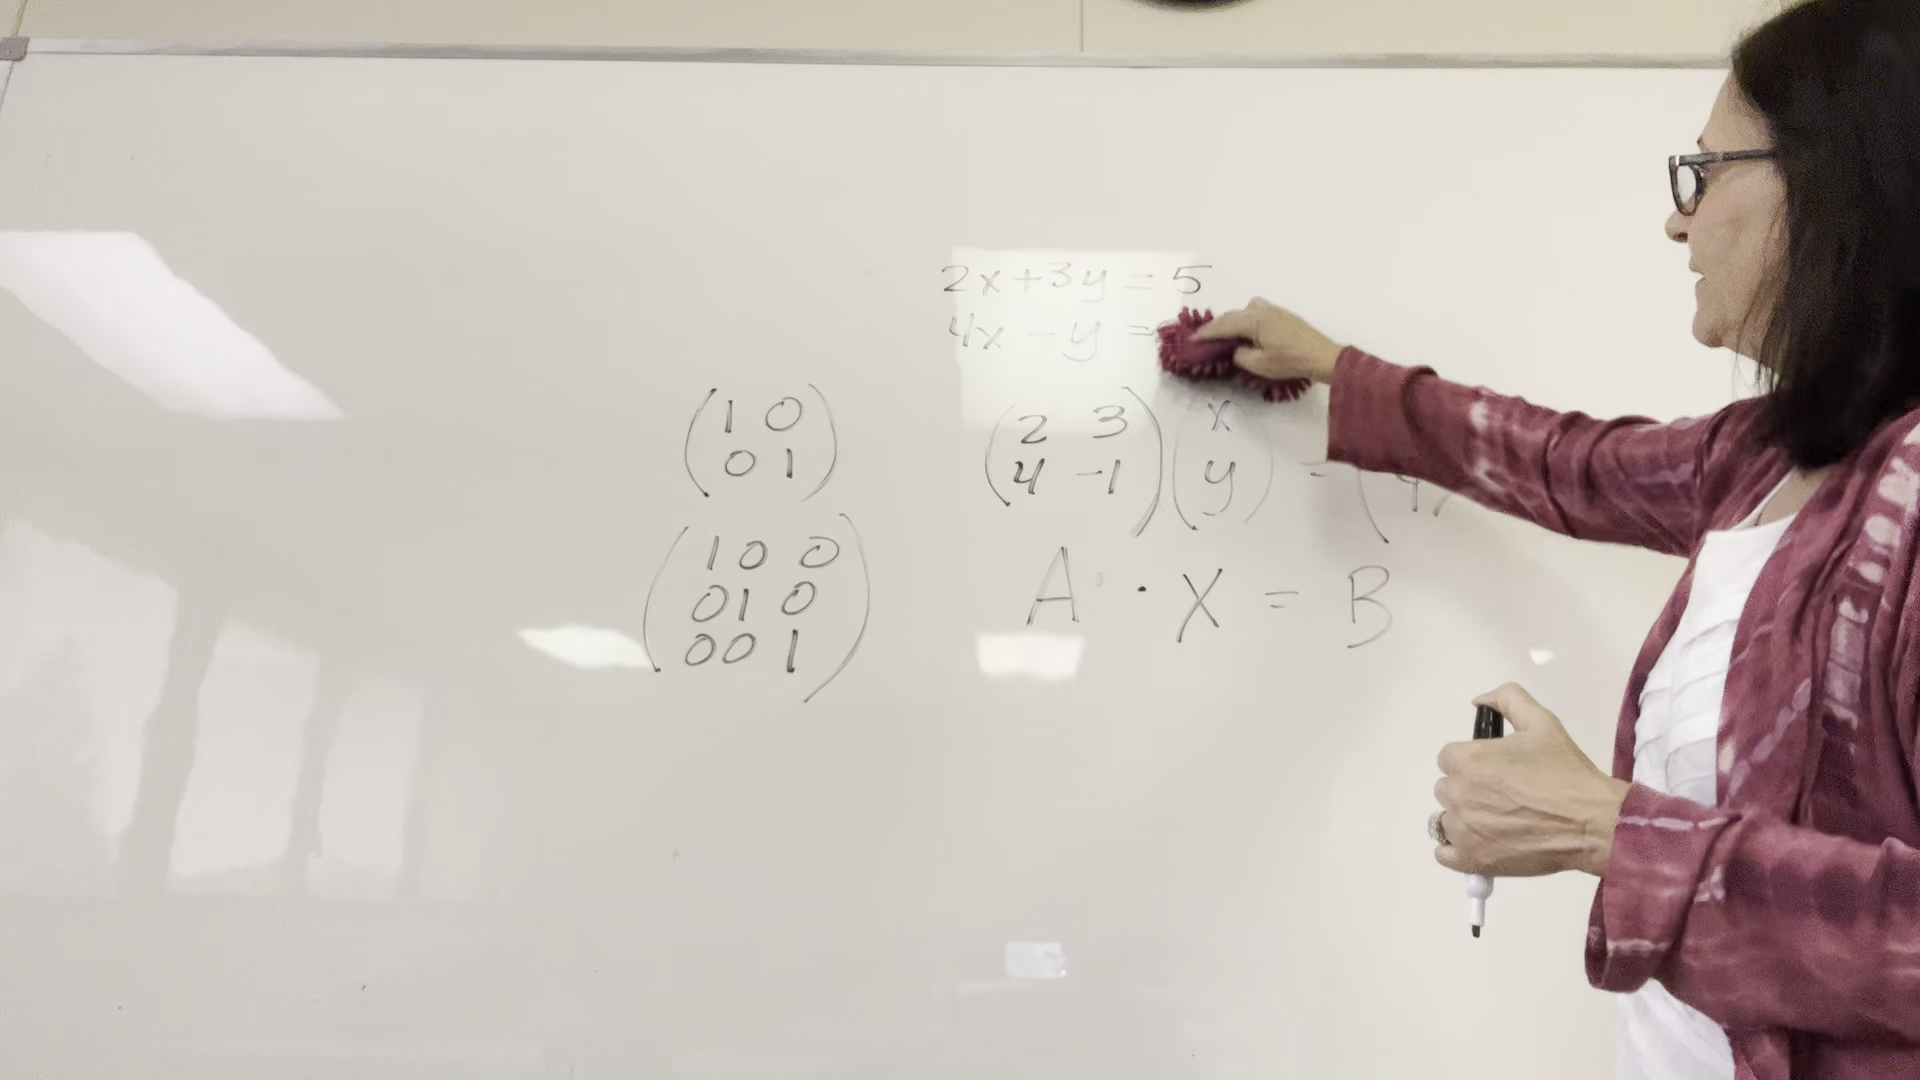 2x+3y=5
4x-y=
(1 0
0 1)
(2 3
4 -1)(x
y) = (
(1 0 0
0 1 0
0 0 1)
A · X = B